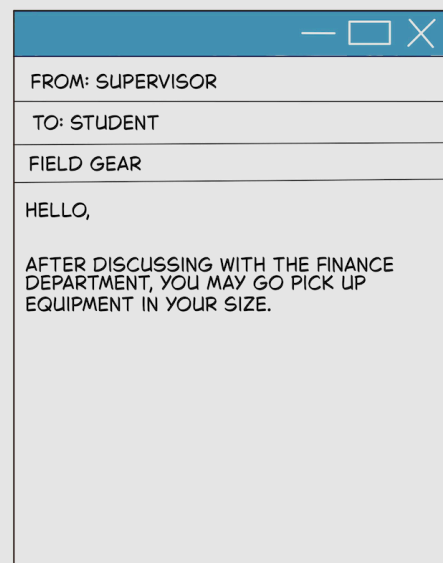 FROM: SUPERVISOR
TO: STUDENT
FIELD GEAR
HELLO,
AFTER DISCUSSING WITH THE FINANCE
DEPARTMENT, YOU MAY GO PICK UP
EQUIPMENT IN YOUR SIZE.